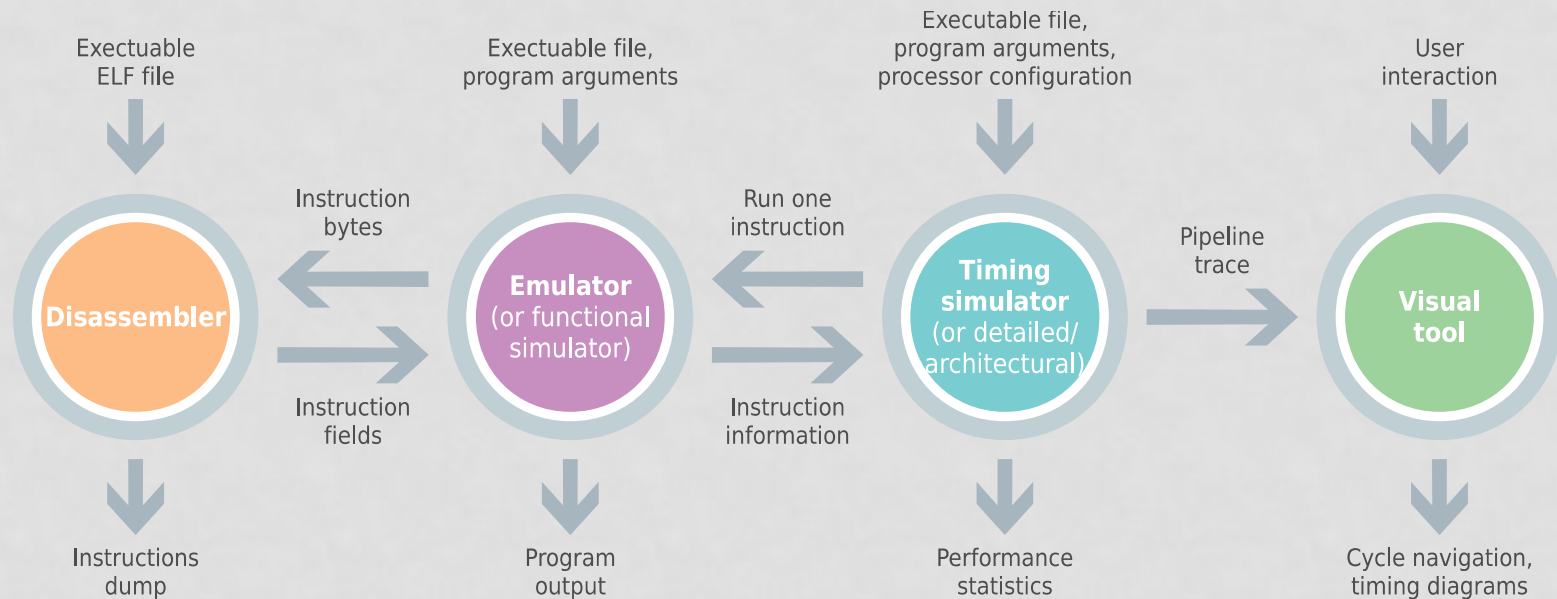 Exectuable
ELF file
Exectuable file,
program arguments
Executable file,
program arguments,
processor configuration
User
interaction
Instruction
bytes
Run one
instruction
Pipeline
trace
Disassembler
Emulator
(or functional
simulator)
Timing
simulator
(or detailed/
architectural)
Visual
tool
Instruction
fields
Instruction
information
Instructions
dump
Program
output
Performance
statistics
Cycle navigation,
timing diagrams